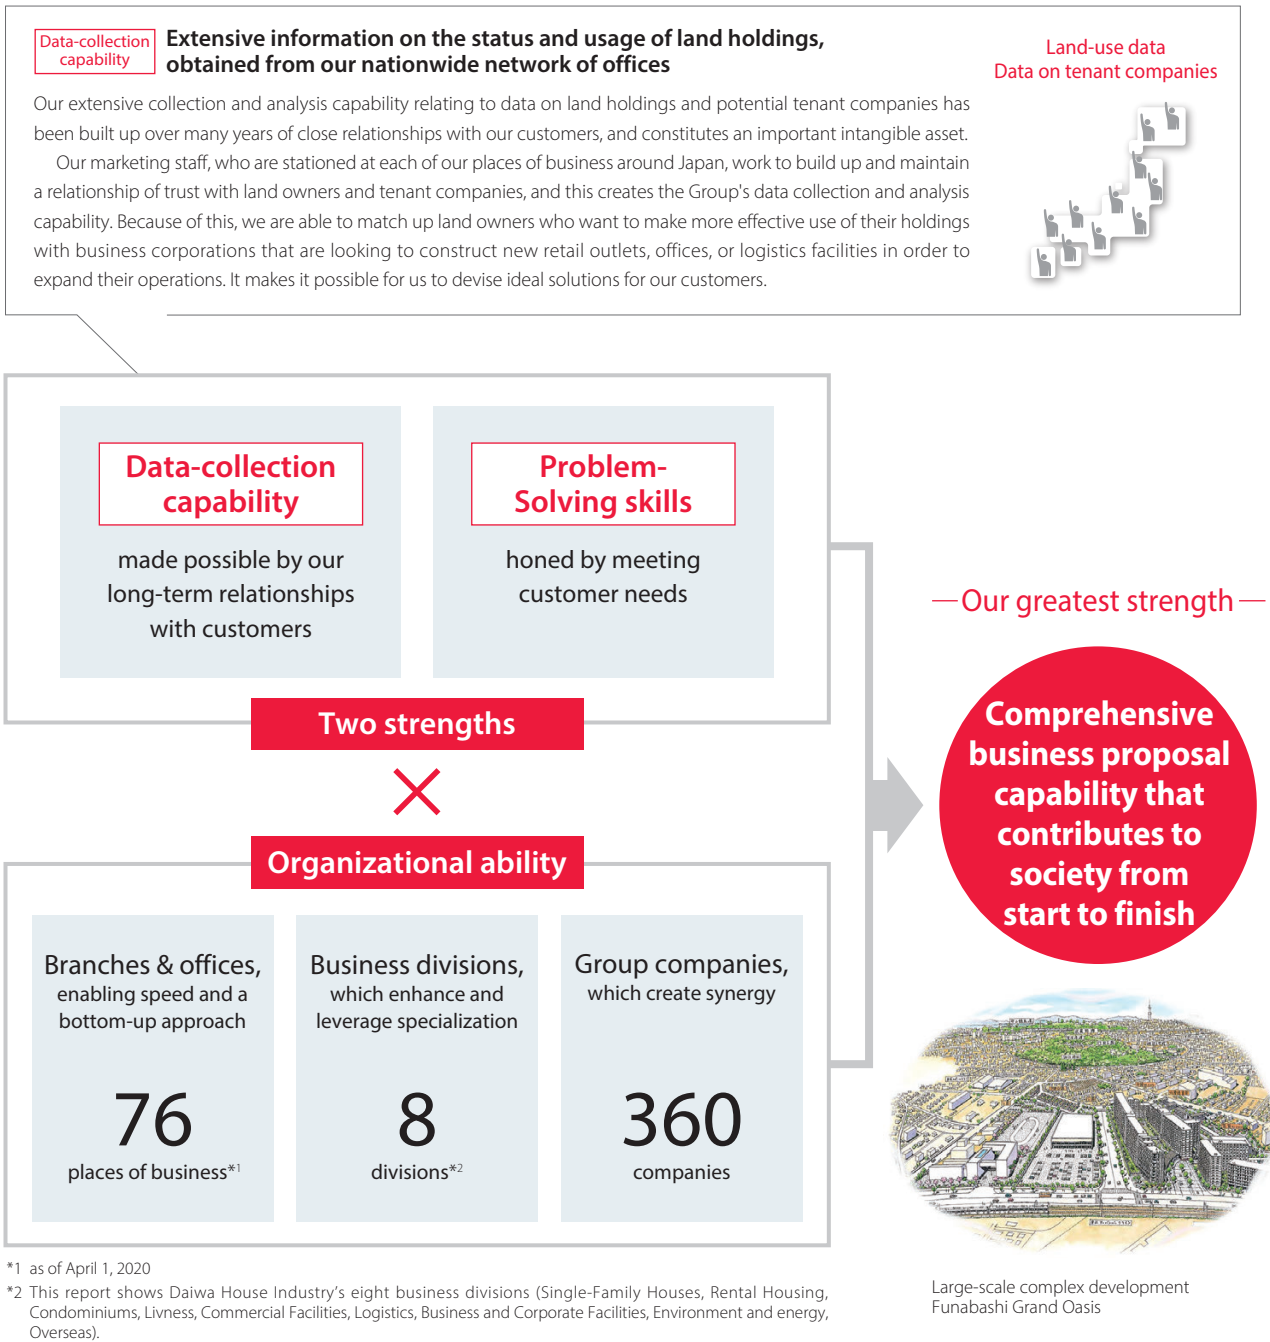 Data-collection
capability
Extensive information on the status and usage of land holdings,
obtained from our nationwide network of offices
Land-use data
Data on tenant companies
Our extensive collection and analysis capability relating to data on land holdings and potential tenant companies has
been built up over many years of close relationships with our customers, and constitutes an important intangible asset.
Our marketing staff, who are stationed at each of our places of business around Japan, work to build up and maintain
a relationship of trust with land owners and tenant companies, and this creates the Group's data collection and analysis
capability. Because of this, we are able to match up land owners who want to make more effective use of their holdings
with business corporations that are looking to construct new retail outlets, offices, or logistics facilities in order to
expand their operations. It makes it possible for us to devise ideal solutions for our customers.
Data-collection
capability
made possible by our
long-term relationships
with customers
Problem-
Solving skills
honed by meeting
customer needs
Two strengths
×
Organizational ability
Branches & offices,
enabling speed and a
bottom-up approach
76
places of business*1
Business divisions,
which enhance and
leverage specialization
8
divisions*2
Group companies,
which create synergy
360
companies
Our greatest strength
Comprehensive
business proposal
capability that
contributes to
society from
start to finish
*1 as of April 1, 2020
*2 This report shows Daiwa House Industry's eight business divisions (Single-Family Houses, Rental Housing,
Condominiums, Livness, Commercial Facilities, Logistics, Business and Corporate Facilities, Environment and energy,
Overseas).
Large-scale complex development
Funabashi Grand Oasis